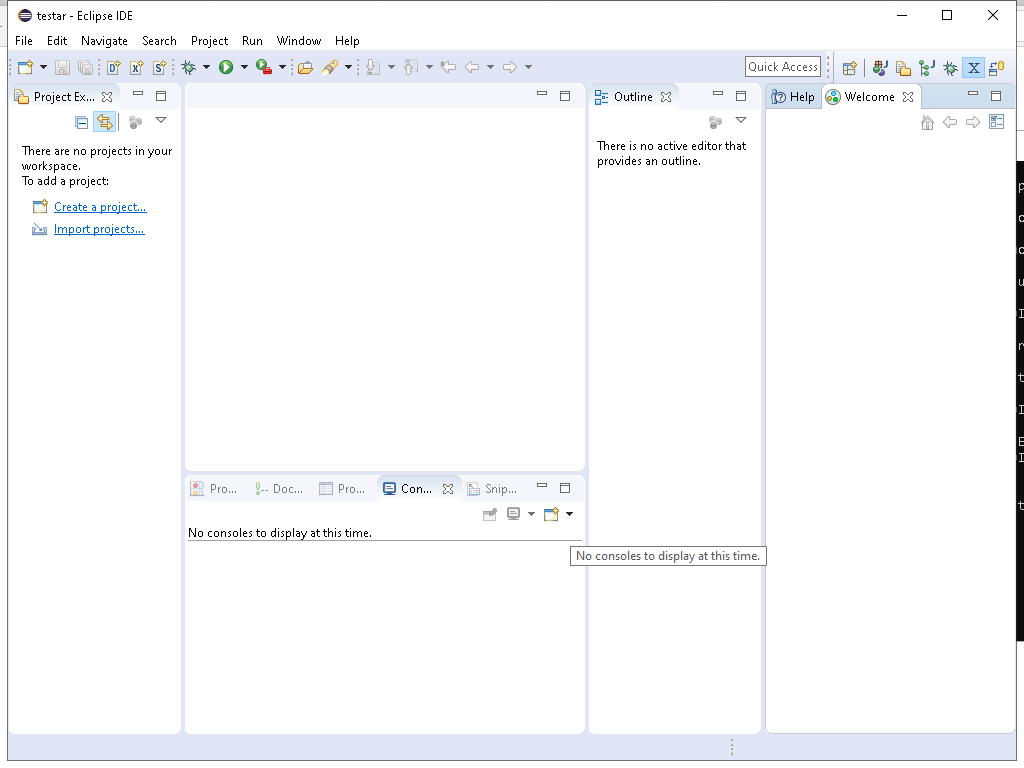 testar - Eclipse IDE
File Edit Navigate Search Project Run Window Help
Quick Access
Project Ex...
Outline
Help
Welcome
There are no projects in your
workspace.
To add a project:
Create a project...
Import projects...
There is no active editor that
provides an outline.
Pro...
Doc...
Pro...
Con...
Snip...
No consoles to display at this time.
No consoles to display at this time.